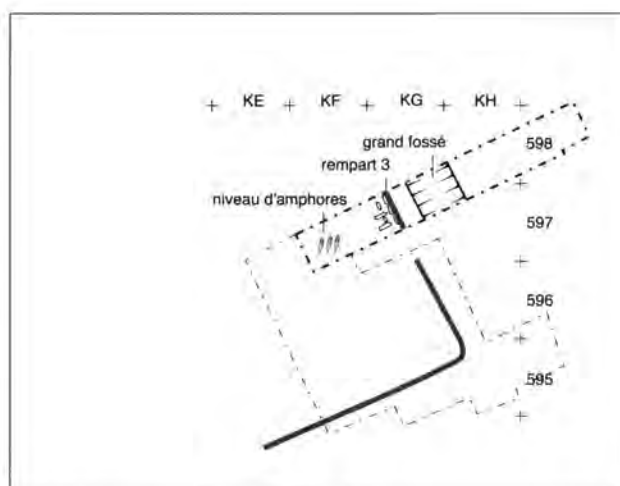 KE KF KG KH
grand fossé
598
rempart 3
niveau d'amphores
597
596
595